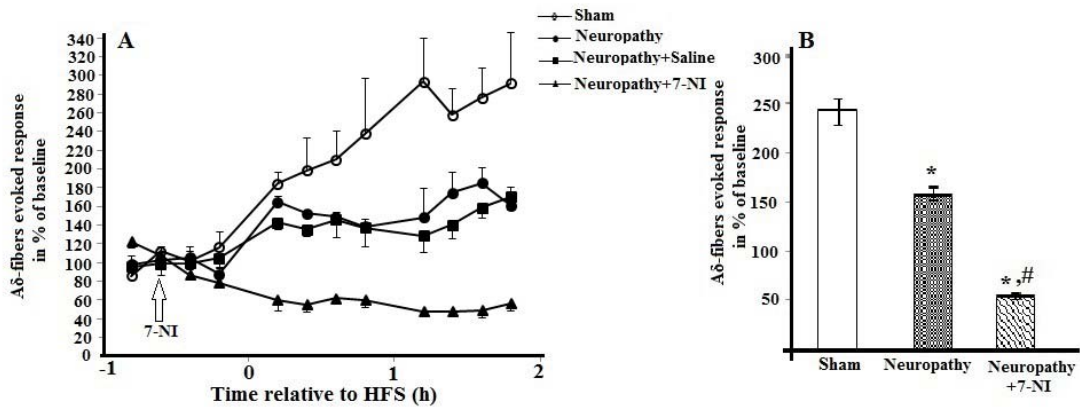 A
Sham
Neuropathy
Neuropathy+Saline
Neuropathy+7-NI
Aδ-fibers evoked response
in % of baseline
340
320
300
280
260
240
220
200
180
160
140
120
100
80
60
40
20
0
7-NI
-1
0
1
2
Time relative to HFS (h)
B
Aδ-fibers evoked response
in % of baseline
300
250
200
150
100
50
*
*,#
Sham
Neuropathy
Neuropathy
+7-NI